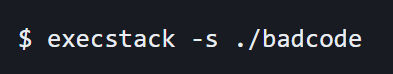 $ execstack -s ./badcode